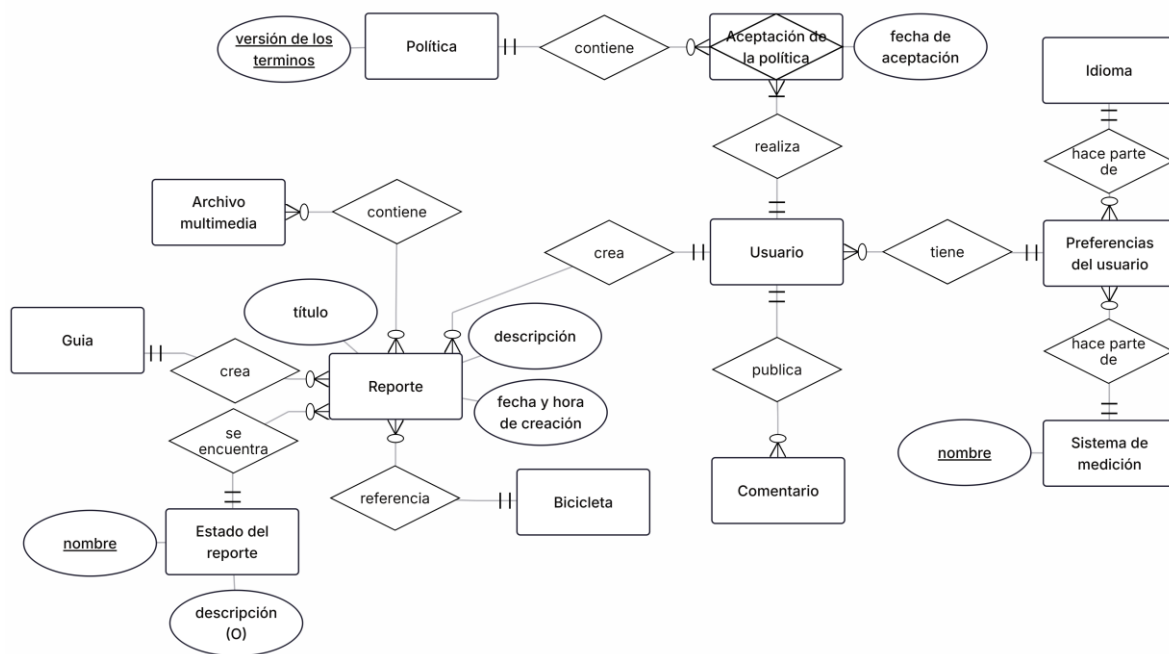 versión de los
terminos
Política
contiene
Aceptación de
la política
fecha de
aceptación
Idioma
realiza
hace parte
de
Archivo
multimedia
contiene
crea
Usuario
tiene
Preferencias
del usuario
título
descripción
Guia
crea
Reporte
fecha y hora
de creación
publica
hace parte
de
se
encuentra
referencia
Bicicleta
Comentario
nombre
Sistema de
medición
nombre
Estado del
reporte
descripción
(O)